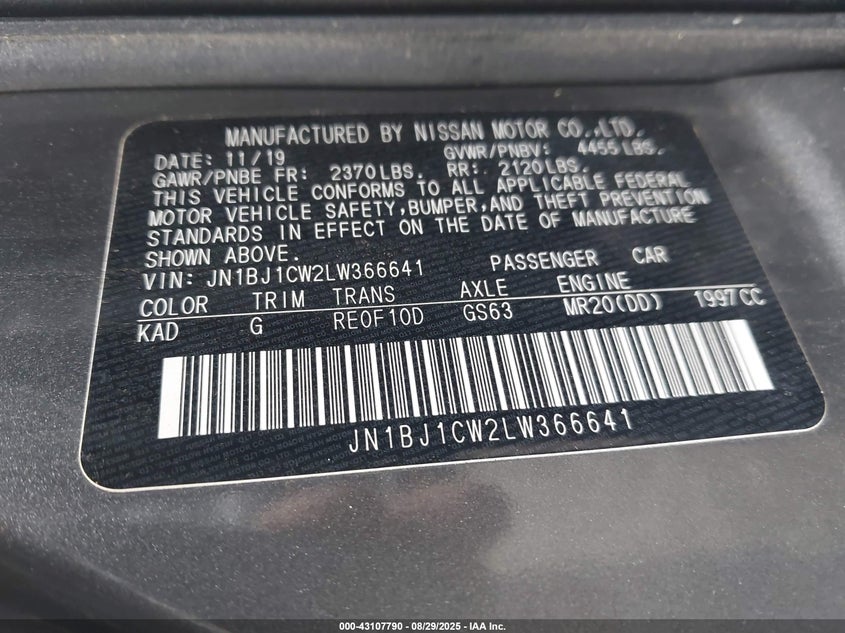 MANUFACTURED BY NISSAN MOTOR CO.,LTD.
DATE: 11/19 GVWR/PNBV: 4455LBS.
GAWR/PNBE FR: 2370LBS. RR: 2120LBS.
THIS VEHICLE CONFORMS TO ALL APPLICABLE FEDERAL
MOTOR VEHICLE SAFETY,BUMPER,AND THEFT PREVENTION
STANDARDS IN EFFECT ON THE DATE OF MANUFACTURE
SHOWN ABOVE.
VIN: JN1BJ1CW2LW366641 PASSENGER CAR
COLOR TRIM TRANS AXLE ENGINE
KAD G RE0F10D GS63 MR20(DD) 1997CC
JN1BJ1CW2LW366641
000-43107790 - 08/29/2025 - IAA Inc.